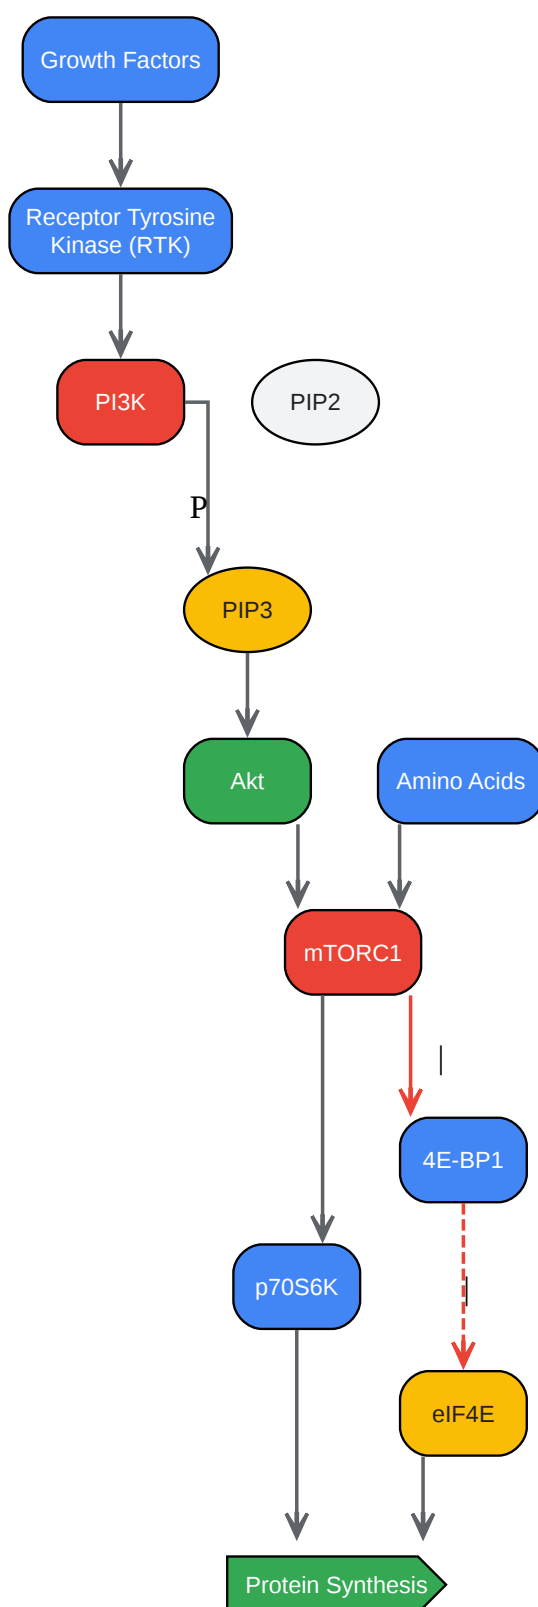 Growth Factors
Receptor Tyrosine
Kinase (RTK)
PI3K
PIP2
P
PIP3
Akt
Amino Acids
mTORC1
|
4E-BP1
p70S6K
|
eIF4E
Protein Synthesis